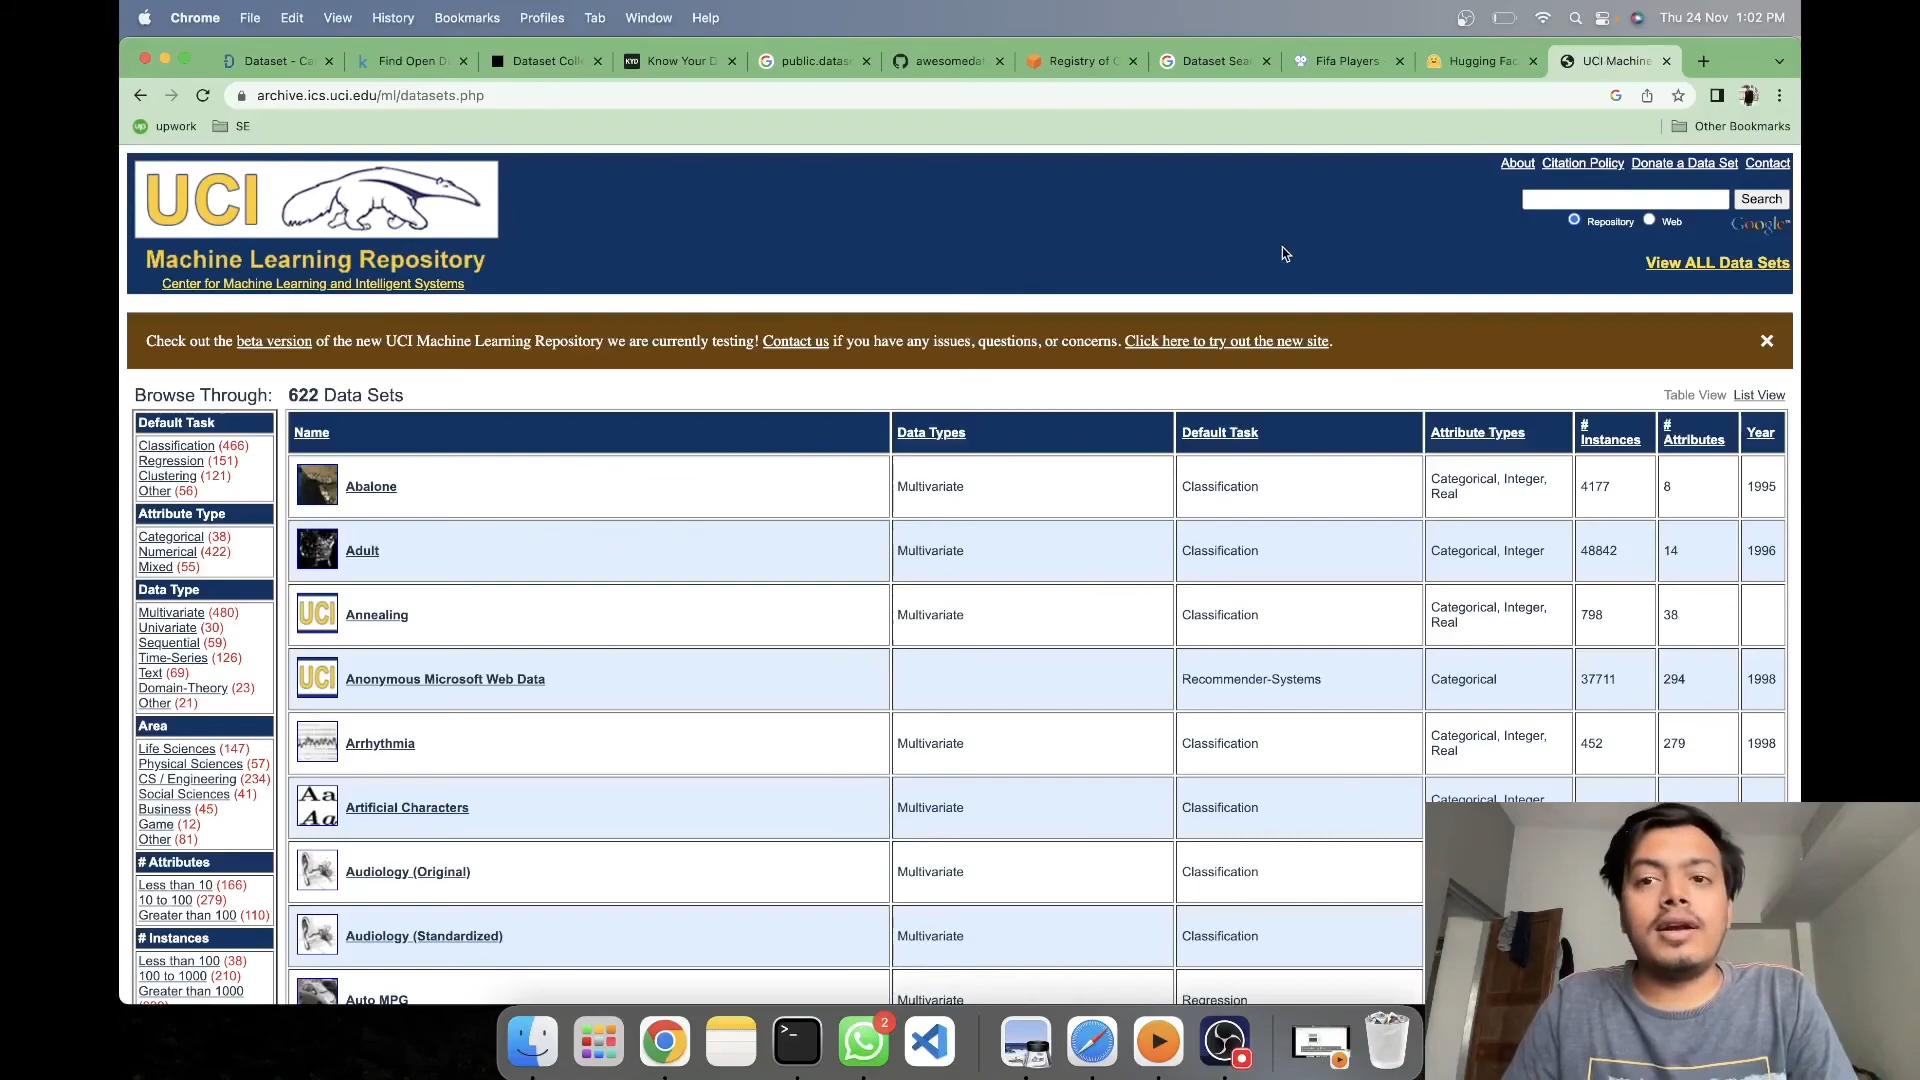 Chrome File Edit View History Bookmarks Profiles Tab Window Help Thu 24 Nov 1:02 PM
Dataset - Ca Find Open D Dataset Colle KYD Know Your D public.datas awesomeda Registry of O Dataset Sea Fifa Players Hugging Fac UCI Machine
archive.ics.uci.edu/ml/datasets.php
up upwork SE Other Bookmarks
About Citation Policy Donate a Data Set Contact
UCI
Search
Repository Web Google™
Machine Learning Repository
Center for Machine Learning and Intelligent Systems
View ALL Data Sets
Check out the beta version of the new UCI Machine Learning Repository we are currently testing! Contact us if you have any issues, questions, or concerns. Click here to try out the new site.
Browse Through:
Default Task
Classification (466)
Regression (151)
Clustering (121)
Other (56)
Attribute Type
Categorical (38)
Numerical (422)
Mixed (55)
Data Type
Multivariate (480)
Univariate (30)
Sequential (59)
Time-Series (126)
Text (69)
Domain-Theory (23)
Other (21)
Area
Life Sciences (147)
Physical Sciences (57)
CS / Engineering (234)
Social Sciences (41)
Business (45)
Game (12)
Other (81)
# Attributes
Less than 10 (166)
10 to 100 (279)
Greater than 100 (110)
# Instances
Less than 100 (38)
100 to 1000 (210)
Greater than 1000
622 Data Sets Table View List View
Name Data Types Default Task Attribute Types # Instances # Attributes Year
Abalone Multivariate Classification Categorical, Integer, Real 4177 8 1995
Adult Multivariate Classification Categorical, Integer 48842 14 1996
UCI Annealing Multivariate Classification Categorical, Integer, Real 798 38
UCI Anonymous Microsoft Web Data Recommender-Systems Categorical 37711 294 1998
Arrhythmia Multivariate Classification Categorical, Integer, Real 452 279 1998
Aa Aa Artificial Characters Multivariate Classification Categorical, Integer
Audiology (Original) Multivariate Classification
Audiology (Standardized) Multivariate Classification
Auto MPG Multivariate Regression
2